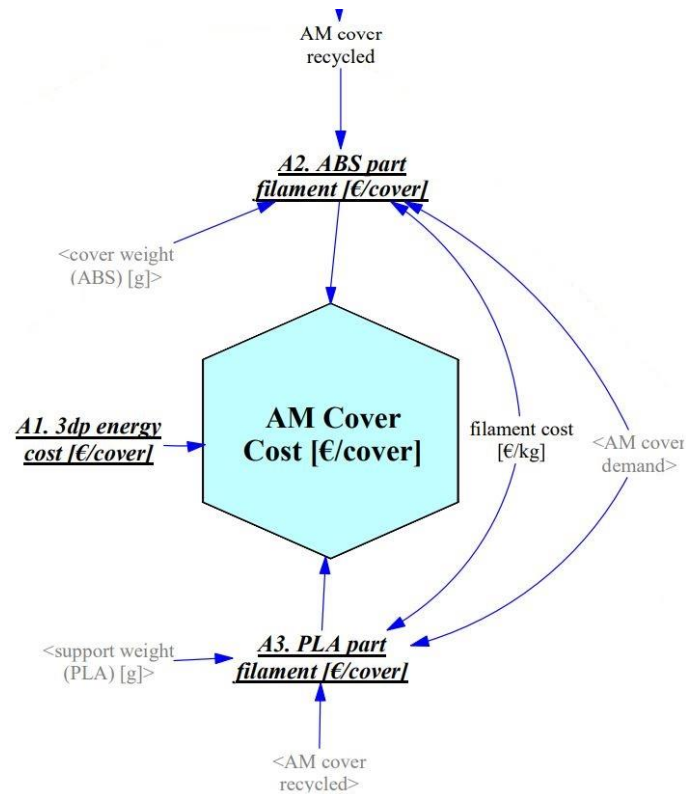 AM cover
recycled
A2. ABS part
filament [€/cover]
<cover weight
(ABS) [g]>
AM Cover
Cost [€/cover]
A1. 3dp energy
cost [€/cover]
filament cost
[€/kg]
<AM cover
demand>
<support weight
(PLA) [g]>
A3. PLA part
filament [€/cover]
<AM cover
recycled>